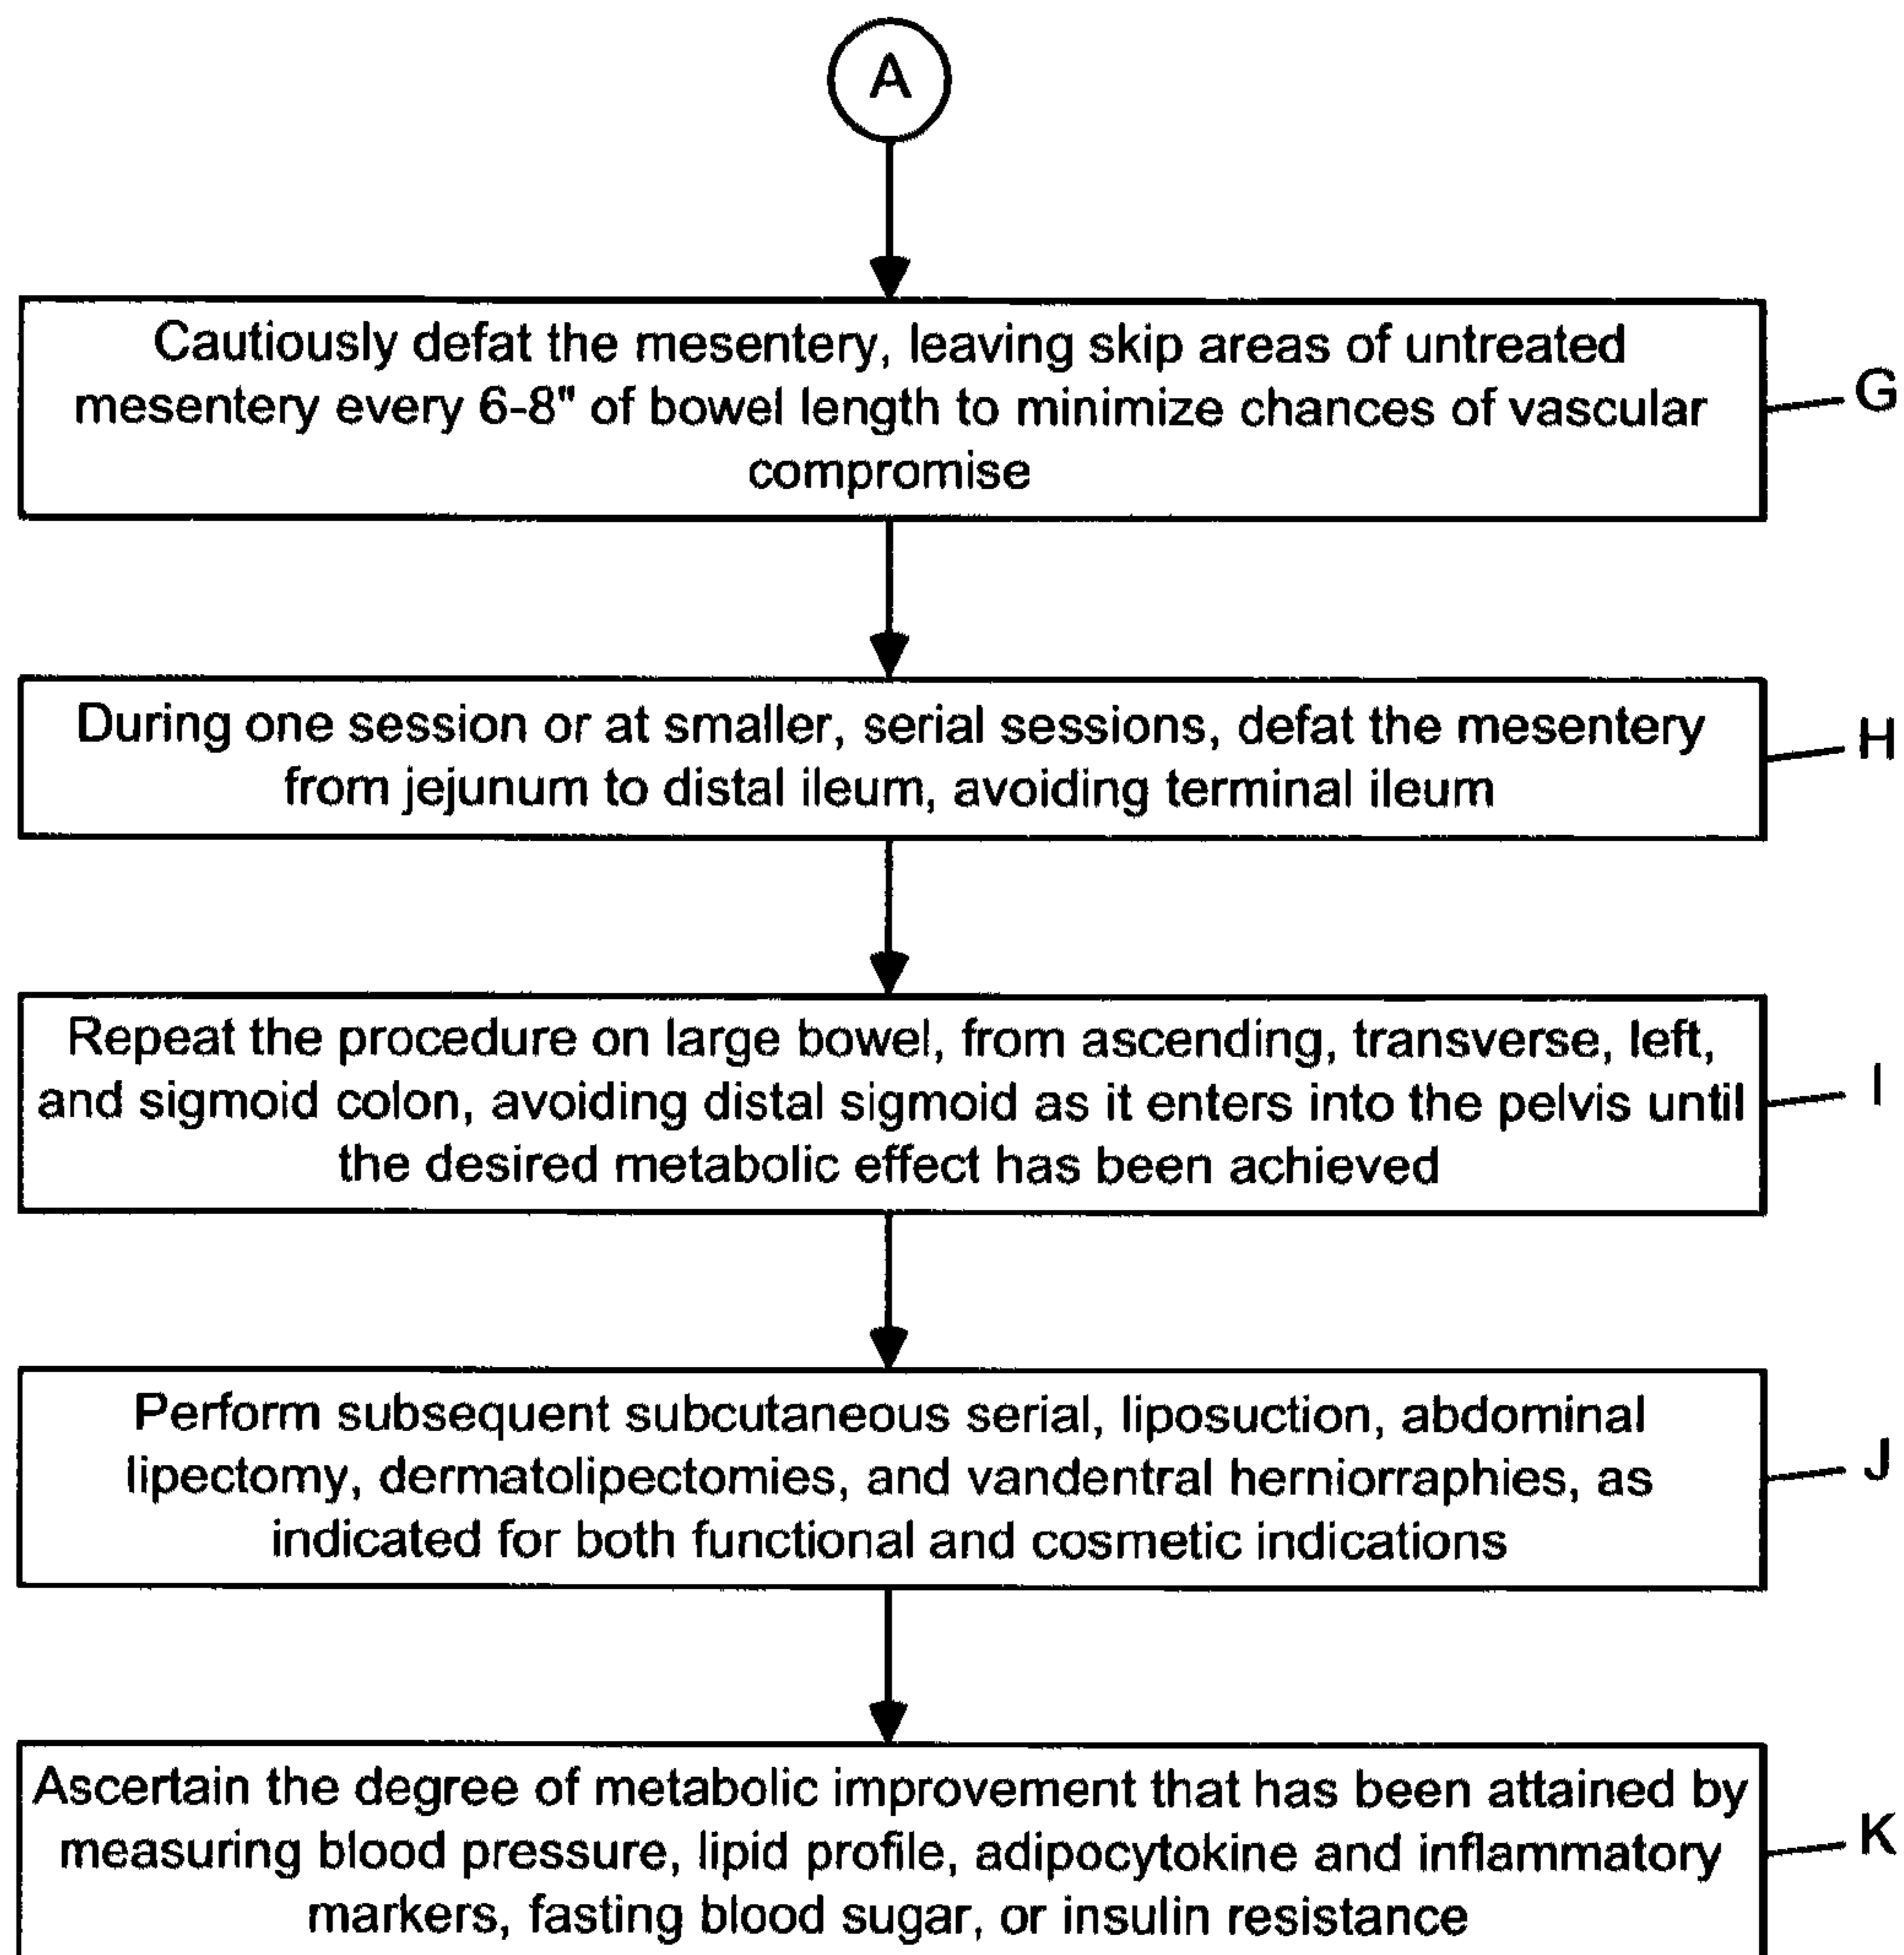 A
Cautiously defat the mesentery, leaving skip areas of untreated
mesentery every 6-8" of bowel length to minimize chances of vascular
compromise
G
During one session or at smaller, serial sessions, defat the mesentery
from jejunum to distal ileum, avoiding terminal ileum
H
Repeat the procedure on large bowel, from ascending, transverse, left,
and sigmoid colon, avoiding distal sigmoid as it enters into the pelvis until
the desired metabolic effect has been achieved
I
Perform subsequent subcutaneous serial, liposuction, abdominal
lipectomy, dermatolipectomies, and vandentral herniorraphies, as
indicated for both functional and cosmetic indications
J
Ascertain the degree of metabolic improvement that has been attained by
measuring blood pressure, lipid profile, adipocytokine and inflammatory
markers, fasting blood sugar, or insulin resistance
K